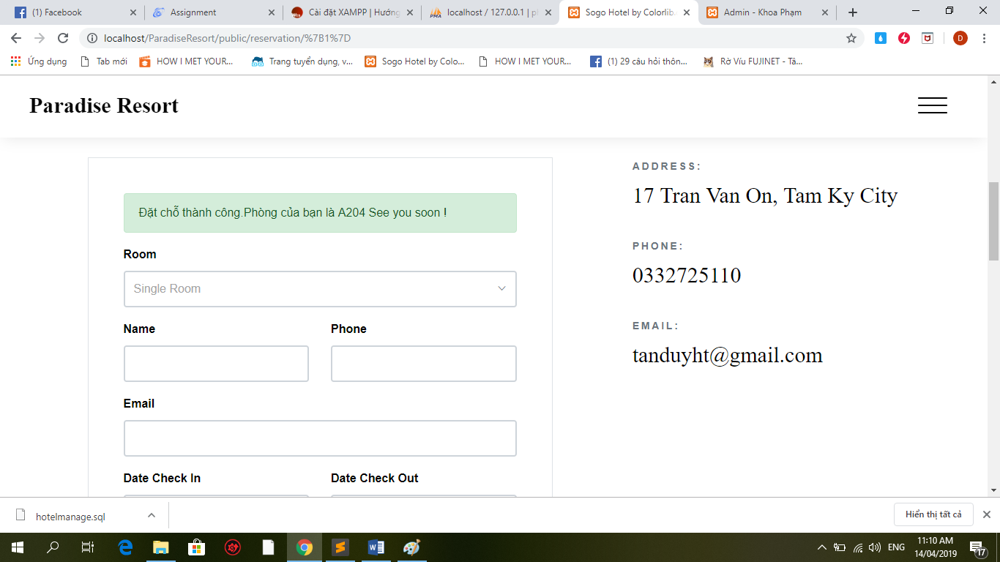 (1) Facebook
Assignment
Cài đặt XAMPP | Hướng
localhost / 127.0.0.1 | pl
Sogo Hotel by Colorlib.
Admin - Khoa Phạm
localhost/ParadiseResort/public/reservation/%7B1%7D
D
Ứng dụng
Tab mới
HOW I MET YOUR...
Trang tuyển dụng, v...
Sogo Hotel by Colo...
HOW I MET YOUR...
(1) 29 câu hỏi thôn...
Rờ Víu FUJINET - Tâ...
Paradise Resort
Đặt chỗ thành công.Phòng của bạn là A204 See you soon !
Room
Single Room
Name
Phone
Email
Date Check In
Date Check Out
ADDRESS:
17 Tran Van On, Tam Ky City
PHONE:
0332725110
EMAIL:
tanduyht@gmail.com
hotelmanage.sql
Hiển thị tất cả
ENG
11:10 AM
14/04/2019
17